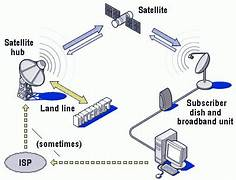 Satellite
Satellite
hub
Land line
Subscriber
dish and
broadband unit
(sometimes)
ISP